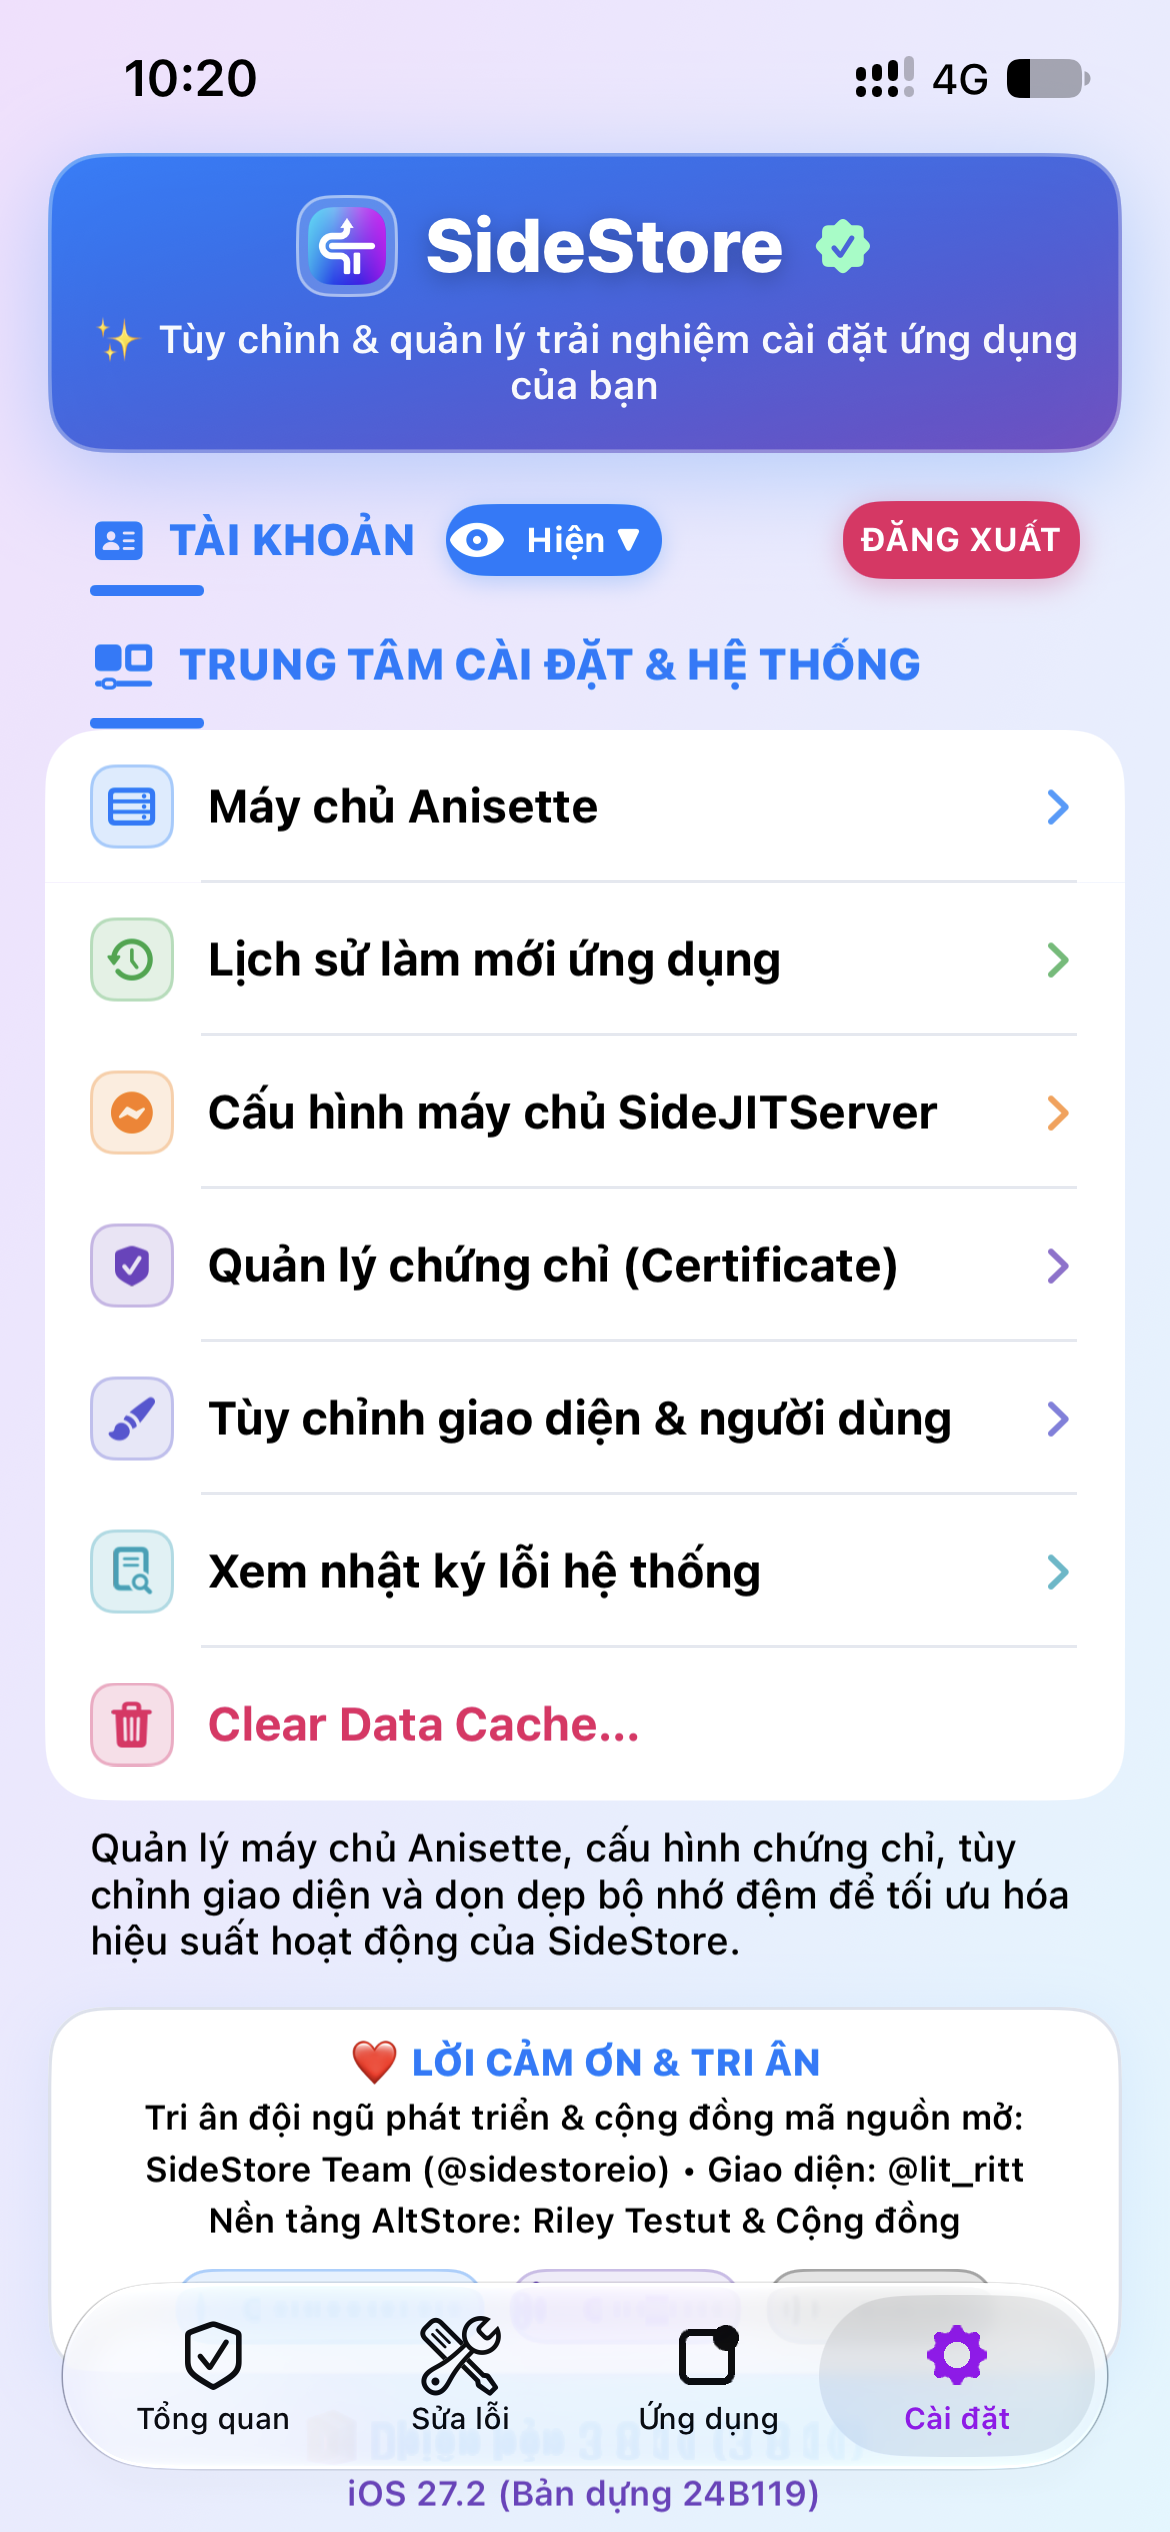 10:20
4G
SideStore
✨ Tùy chỉnh & quản lý trải nghiệm cài đặt ứng dụng
của bạn
TÀI KHOẢN
Hiện ▼
ĐĂNG XUẤT
TRUNG TÂM CÀI ĐẶT & HỆ THỐNG
Máy chủ Anisette
Lịch sử làm mới ứng dụng
Cấu hình máy chủ SideJITServer
Quản lý chứng chỉ (Certificate)
Tùy chỉnh giao diện & người dùng
Xem nhật ký lỗi hệ thống
Clear Data Cache...
Quản lý máy chủ Anisette, cấu hình chứng chỉ, tùy
chỉnh giao diện và dọn dẹp bộ nhớ đệm để tối ưu hóa
hiệu suất hoạt động của SideStore.
❤️ LỜI CẢM ƠN & TRI ÂN
Tri ân đội ngũ phát triển & cộng đồng mã nguồn mở:
SideStore Team (@sidestoreio) • Giao diện: @lit_ritt
Nền tảng AltStore: Riley Testut & Cộng đồng
Tổng quan
Sửa lỗi
Ứng dụng
Cài đặt
iOS 27.2 (Bản dựng 24B119)